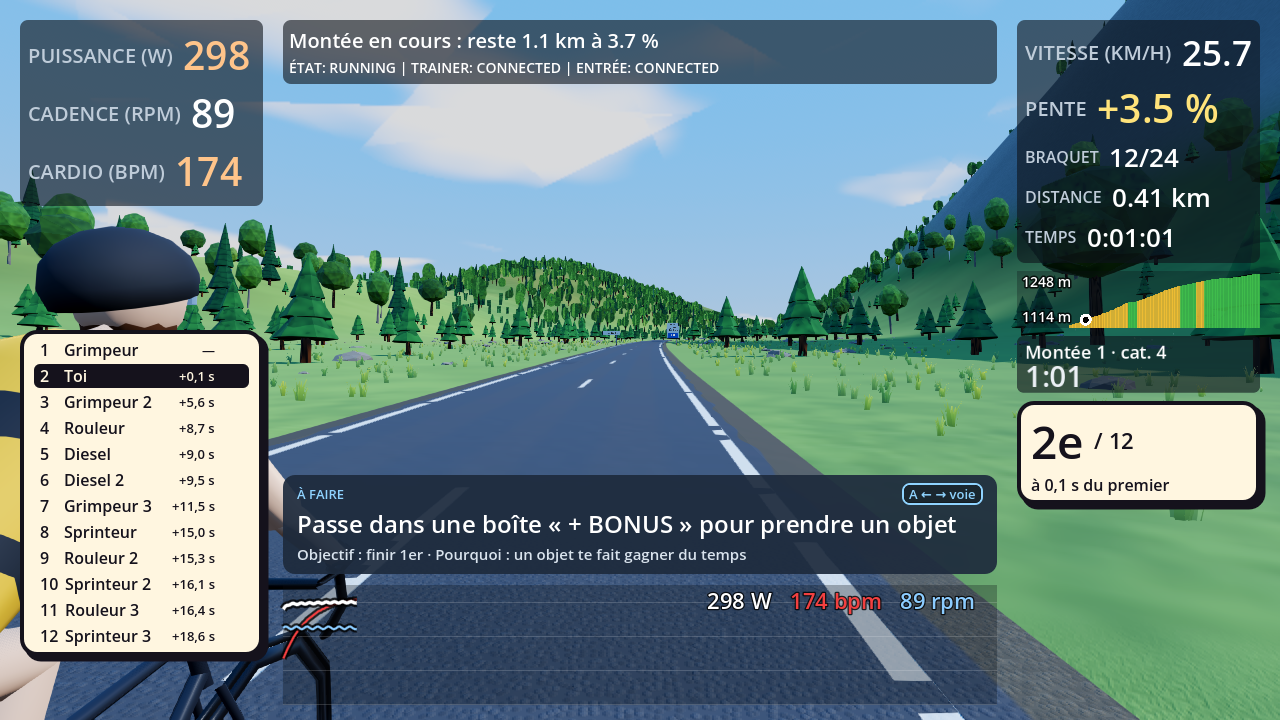 PUISSANCE (W) 298
CADENCE (RPM) 89
CARDIO (BPM) 174
Montée en cours : reste 1.1 km à 3.7 %
ÉTAT: RUNNING | TRAINER: CONNECTED | ENTRÉE: CONNECTED
VITESSE (KM/H) 25.7
PENTE +3.5 %
BRAQUET 12/24
DISTANCE 0.41 km
TEMPS 0:01:01
1248 m
1114 m
Montée 1 · cat. 4
1:01
2e / 12
à 0,1 s du premier
1 Grimpeur —
2 Toi +0,1 s
3 Grimpeur 2 +5,6 s
4 Rouleur +8,7 s
5 Diesel +9,0 s
6 Diesel 2 +9,5 s
7 Grimpeur 3 +11,5 s
8 Sprinteur +15,0 s
9 Rouleur 2 +15,3 s
10 Sprinteur 2 +16,1 s
11 Rouleur 3 +16,4 s
12 Sprinteur 3 +18,6 s
À FAIRE
A ← → voie
Passe dans une boîte « + BONUS » pour prendre un objet
Objectif : finir 1er · Pourquoi : un objet te fait gagner du temps
298 W 174 bpm 89 rpm